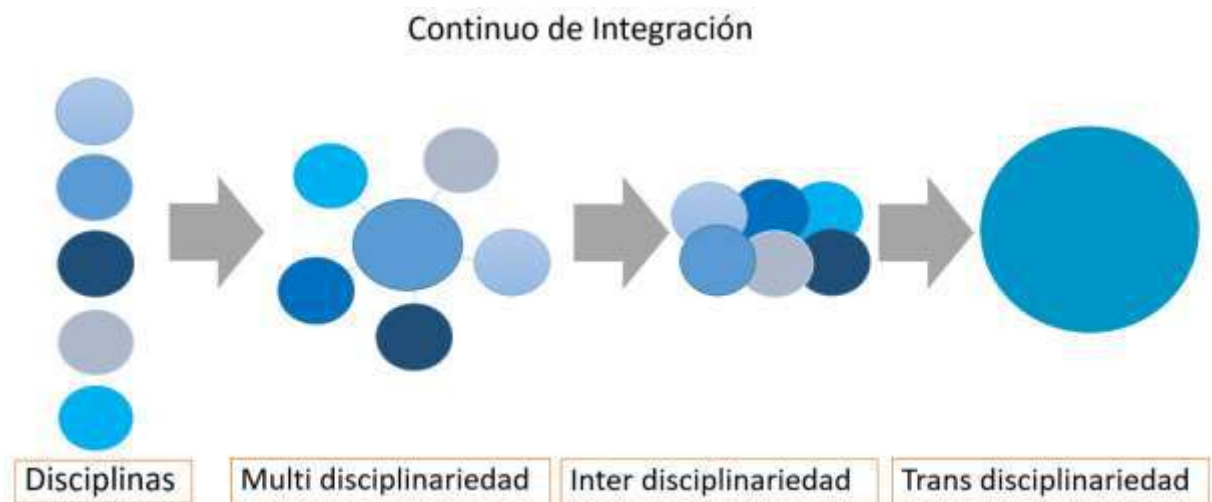 Continuo de Integración
Disciplinas
Multi disciplinariedad
Inter disciplinariedad
Trans disciplinariedad